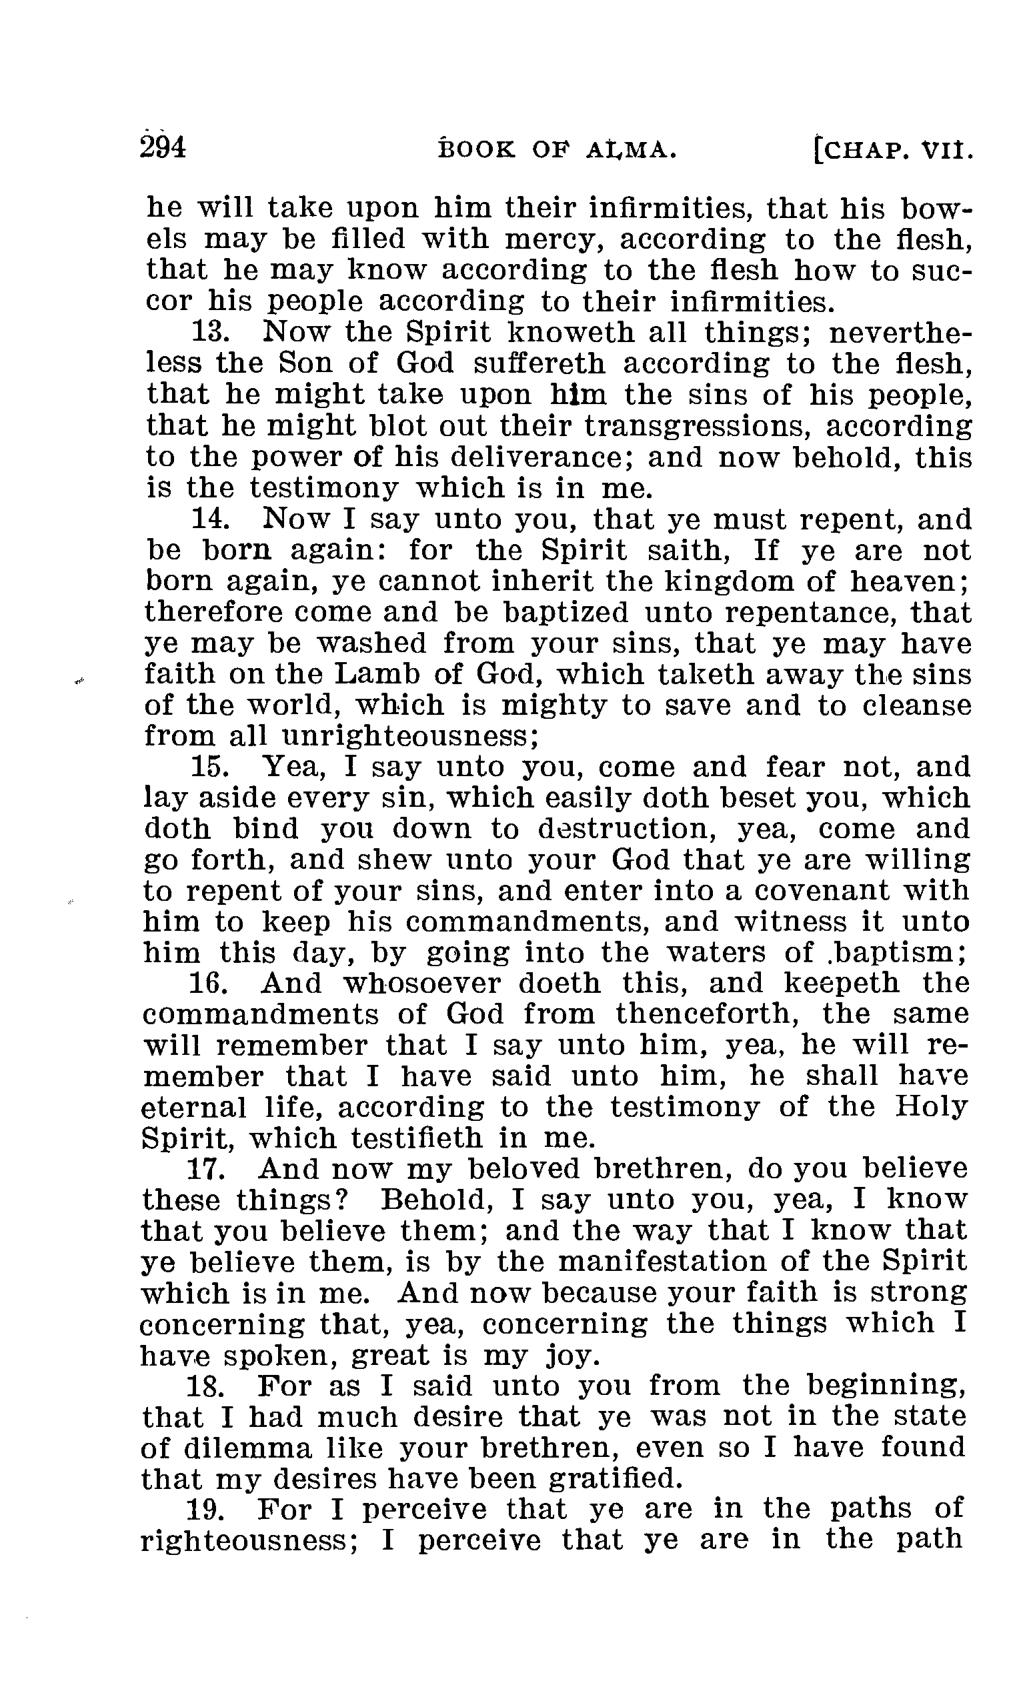 294 BOOK OF ALMA. [CHAP. VII.
he will take upon him their infirmities, that his bow-
els may be filled with mercy, according to the flesh,
that he may know according to the flesh how to suc-
cor his people according to their infirmities.
13. Now the Spirit knoweth all things; neverthe-
less the Son of God suffereth according to the flesh,
that he might take upon him the sins of his people,
that he might blot out their transgressions, according
to the power of his deliverance; and now behold, this
is the testimony which is in me.
14. Now I say unto you, that ye must repent, and
be born again: for the Spirit saith, If ye are not
born again, ye cannot inherit the kingdom of heaven;
therefore come and be baptized unto repentance, that
ye may be washed from your sins, that ye may have
faith on the Lamb of God, which taketh away the sins
of the world, which is mighty to save and to cleanse
from all unrighteousness;
15. Yea, I say unto you, come and fear not, and
lay aside every sin, which easily doth beset you, which
doth bind you down to destruction, yea, come and
go forth, and shew unto your God that ye are willing
to repent of your sins, and enter into a covenant with
him to keep his commandments, and witness it unto
him this day, by going into the waters of .baptism;
16. And whosoever doeth this, and keepeth the
commandments of God from thenceforth, the same
will remember that I say unto him, yea, he will re-
member that I have said unto him, he shall have
eternal life, according to the testimony of the Holy
Spirit, which testifieth in me.
17. And now my beloved brethren, do you believe
these things? Behold, I say unto you, yea, I know
that you believe them; and the way that I know that
ye believe them, is by the manifestation of the Spirit
which is in me. And now because your faith is strong
concerning that, yea, concerning the things which I
have spoken, great is my joy.
18. For as I said unto you from the beginning,
that I had much desire that ye was not in the state
of dilemma like your brethren, even so I have found
that my desires have been gratified.
19. For I perceive that ye are in the paths of
righteousness; I perceive that ye are in the path